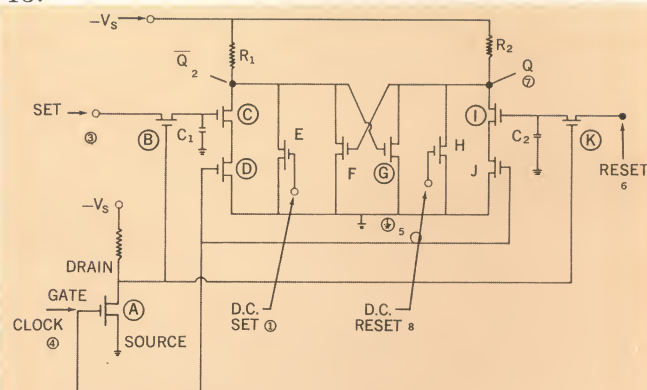 −Vs
R1
R2
Q̅
2
Q
⑦
SET
③
Ⓑ
C1
Ⓒ
E
Ⓘ
C2
Ⓚ
RESET
6
Ⓓ
F
Ⓖ
H
J
−Vs
5
DRAIN
GATE
Ⓐ
CLOCK
④
SOURCE
D.C.
SET ①
D.C.
RESET 8